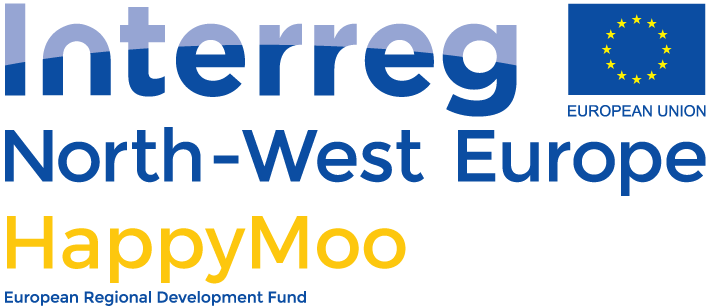 Interreg
EUROPEAN UNION
North-West Europe
HappyMoo
European Regional Development Fund